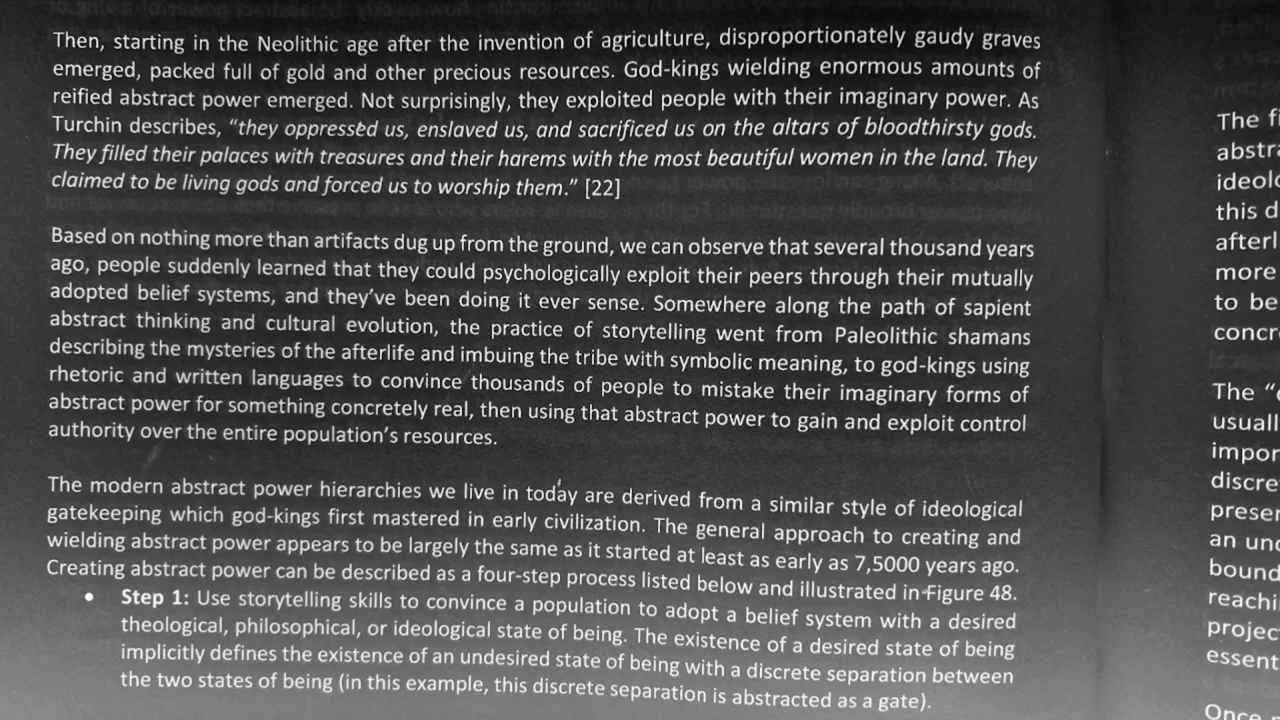 Then, starting in the Neolithic age after the invention of agriculture, disproportionately gaudy graves
emerged, packed full of gold and other precious resources. God-kings wielding enormous amounts of
reified abstract power emerged. Not surprisingly, they exploited people with their imaginary power. As
Turchin describes, “they oppressed us, enslaved us, and sacrificed us on the altars of bloodthirsty gods.
They filled their palaces with treasures and their harems with the most beautiful women in the land. They
claimed to be living gods and forced us to worship them.” [22]
Based on nothing more than artifacts dug up from the ground, we can observe that several thousand years
ago, people suddenly learned that they could psychologically exploit their peers through their mutually
adopted belief systems, and they’ve been doing it ever sense. Somewhere along the path of sapient
abstract thinking and cultural evolution, the practice of storytelling went from Paleolithic shamans
describing the mysteries of the afterlife and imbuing the tribe with symbolic meaning, to god-kings using
rhetoric and written languages to convince thousands of people to mistake their imaginary forms of
abstract power for something concretely real, then using that abstract power to gain and exploit control
authority over the entire population’s resources.
The modern abstract power hierarchies we live in today are derived from a similar style of ideological
gatekeeping which god-kings first mastered in early civilization. The general approach to creating and
wielding abstract power appears to be largely the same as it started at least as early as 7,5000 years ago.
Creating abstract power can be described as a four-step process listed below and illustrated in Figure 48.
• Step 1: Use storytelling skills to convince a population to adopt a belief system with a desired
theological, philosophical, or ideological state of being. The existence of a desired state of being
implicitly defines the existence of an undesired state of being with a discrete separation between
the two states of being (in this example, this discrete separation is abstracted as a gate).
The
this
more
to be
The “
an
Once